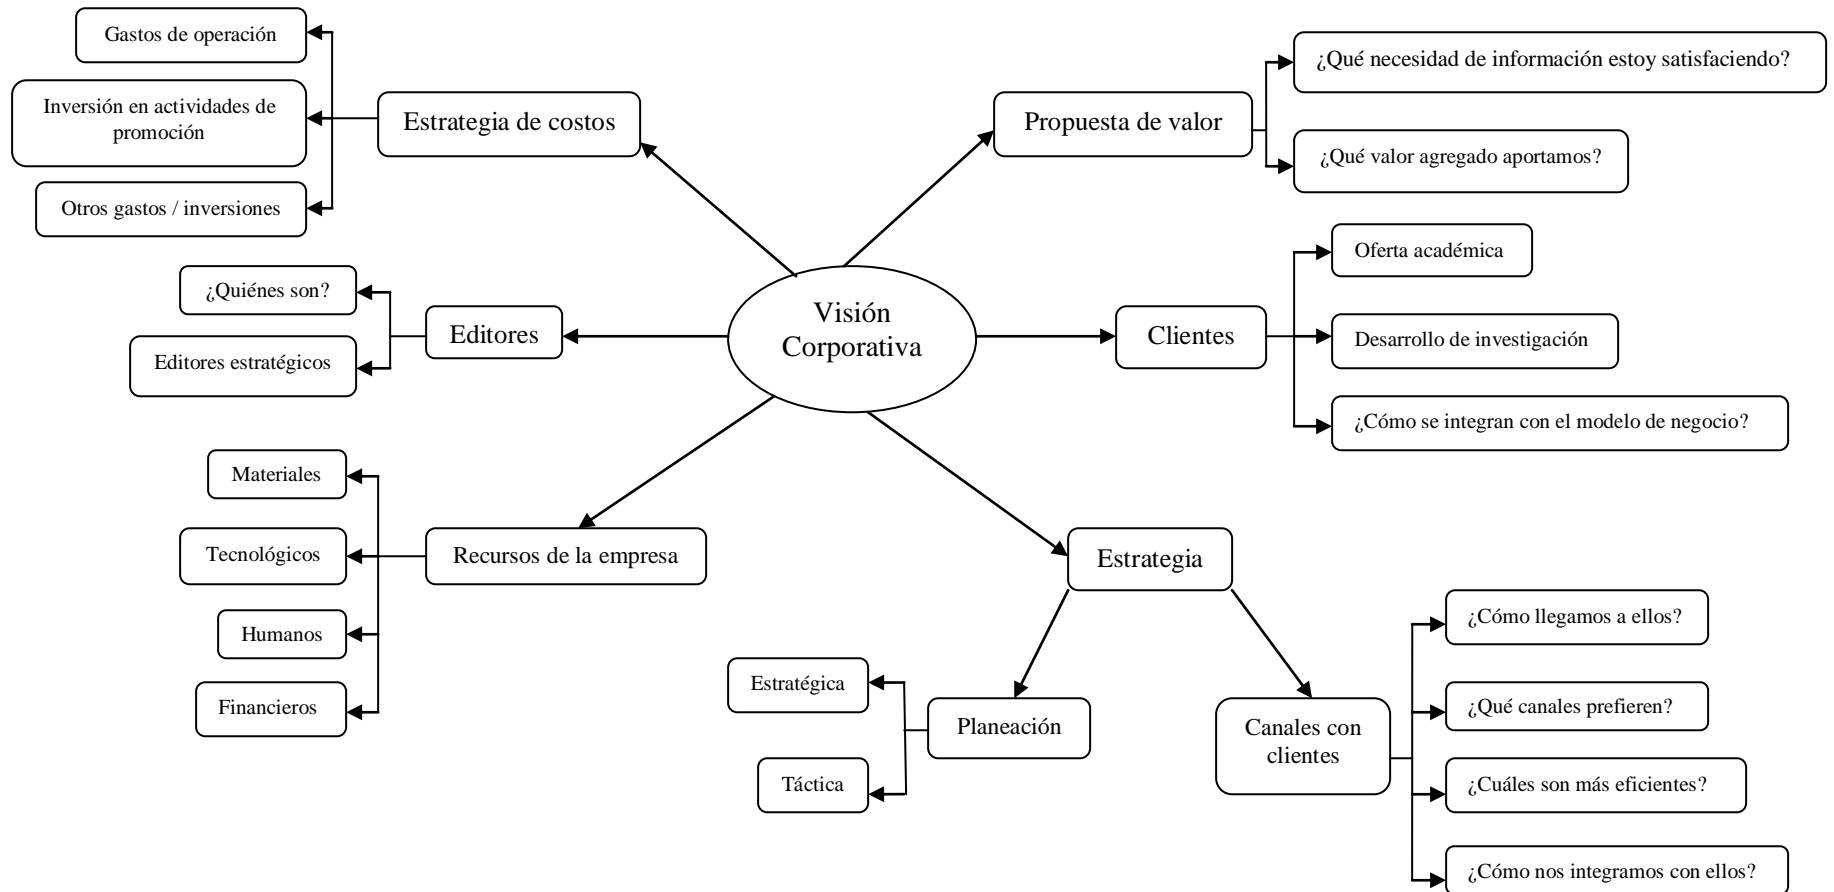 Gastos de operación
Inversión en actividades de
promoción
Otros gastos / inversiones
Estrategia de costos
Propuesta de valor
¿Qué necesidad de información estoy satisfaciendo?
¿Qué valor agregado aportamos?
¿Quiénes son?
Editores estratégicos
Editores
Visión
Corporativa
Clientes
Oferta académica
Desarrollo de investigación
¿Cómo se integran con el modelo de negocio?
Materiales
Tecnológicos
Humanos
Financieros
Recursos de la empresa
Estrategia
Estratégica
Táctica
Planeación
Canales con
clientes
¿Cómo llegamos a ellos?
¿Qué canales prefieren?
¿Cuáles son más eficientes?
¿Cómo nos integramos con ellos?